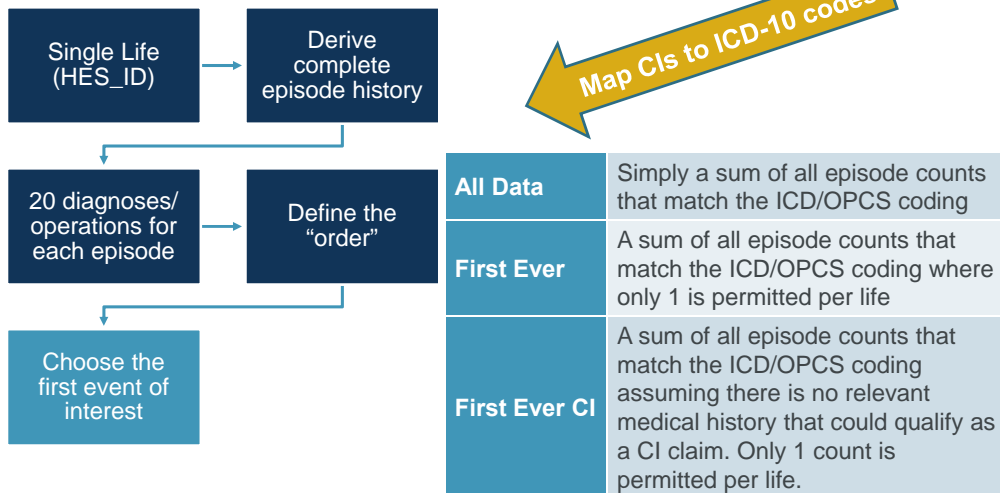 Single Life
(HES_ID)
Derive
complete
episode history
Map CIs to ICD-10 codes
20 diagnoses/
operations for
each episode
Define the
“order”
Choose the
first event of
interest
All Data
Simply a sum of all episode counts
that match the ICD/OPCS coding
First Ever
A sum of all episode counts that
match the ICD/OPCS coding where
only 1 is permitted per life
First Ever CI
A sum of all episode counts that
match the ICD/OPCS coding
assuming there is no relevant
medical history that could qualify as
a CI claim. Only 1 count is
permitted per life.